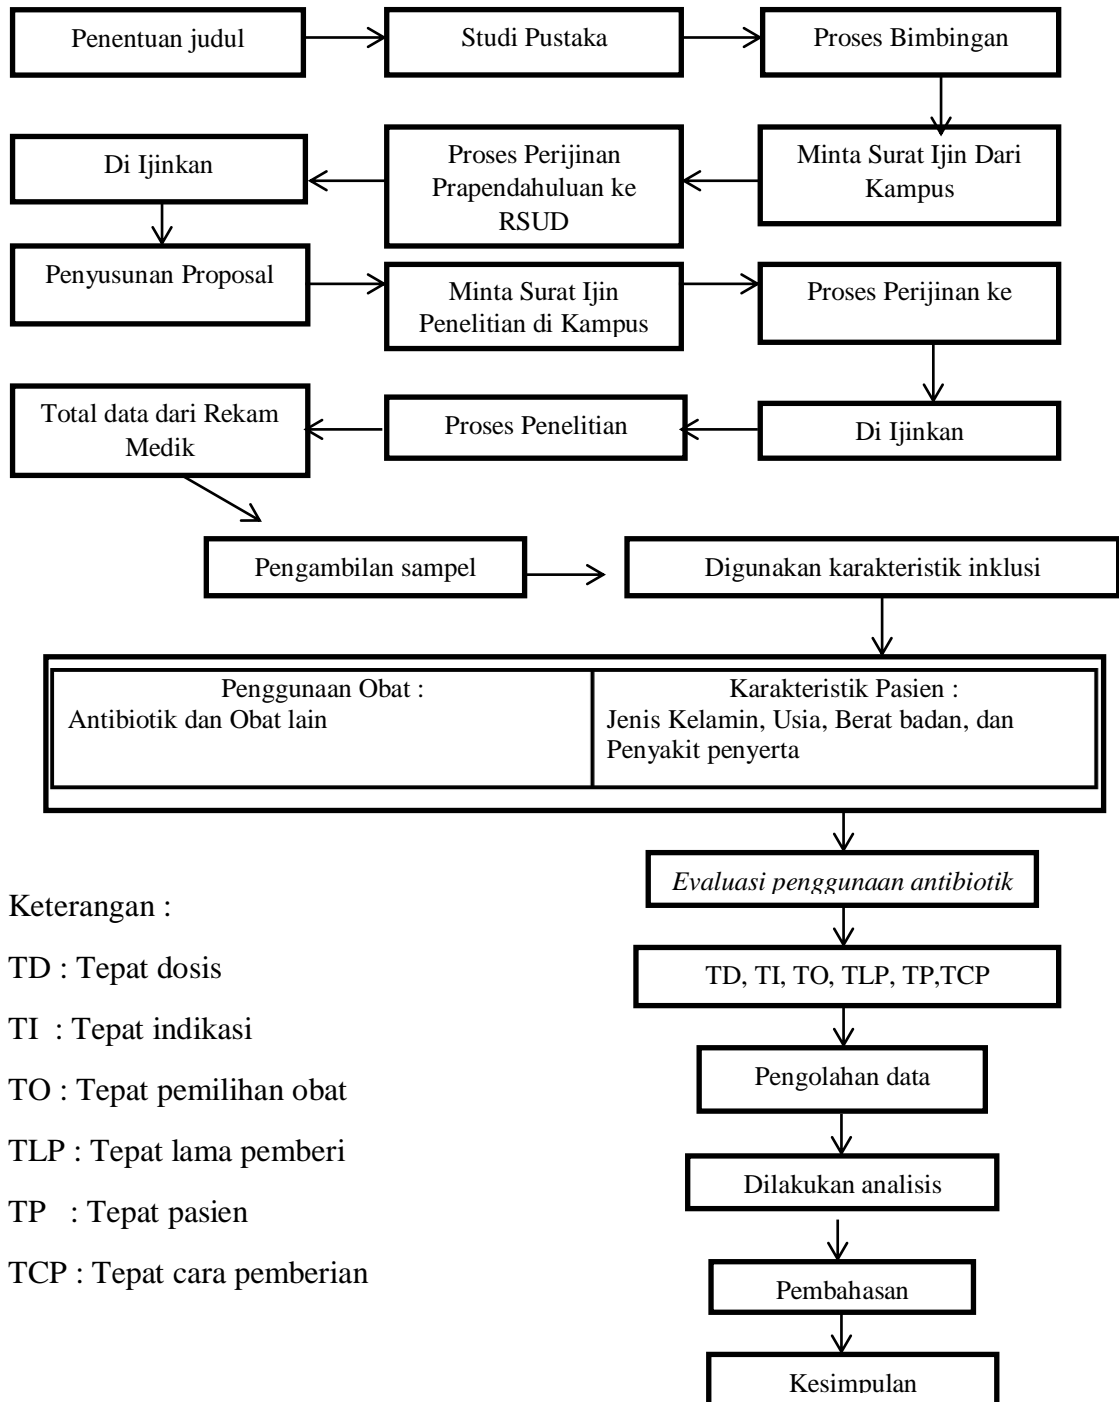 Penentuan judul
Studi Pustaka
Proses Bimbingan
Minta Surat Ijin Dari
Kampus
Proses Perijinan
Prapendahuluan ke
RSUD
Di Ijinkan
Penyusunan Proposal
Minta Surat Ijin
Penelitian di Kampus
Proses Perijinan ke
Di Ijinkan
Proses Penelitian
Total data dari Rekam
Medik
Pengambilan sampel
Digunakan karakteristik inklusi
Penggunaan Obat :
Antibiotik dan Obat lain
Karakteristik Pasien :
Jenis Kelamin, Usia, Berat badan, dan
Penyakit penyerta
Evaluasi penggunaan antibiotik
TD, TI, TO, TLP, TP,TCP
Pengolahan data
Dilakukan analisis
Pembahasan
Kesimpulan
Keterangan :
TD : Tepat dosis
TI : Tepat indikasi
TO : Tepat pemilihan obat
TLP : Tepat lama pemberi
TP : Tepat pasien
TCP : Tepat cara pemberian